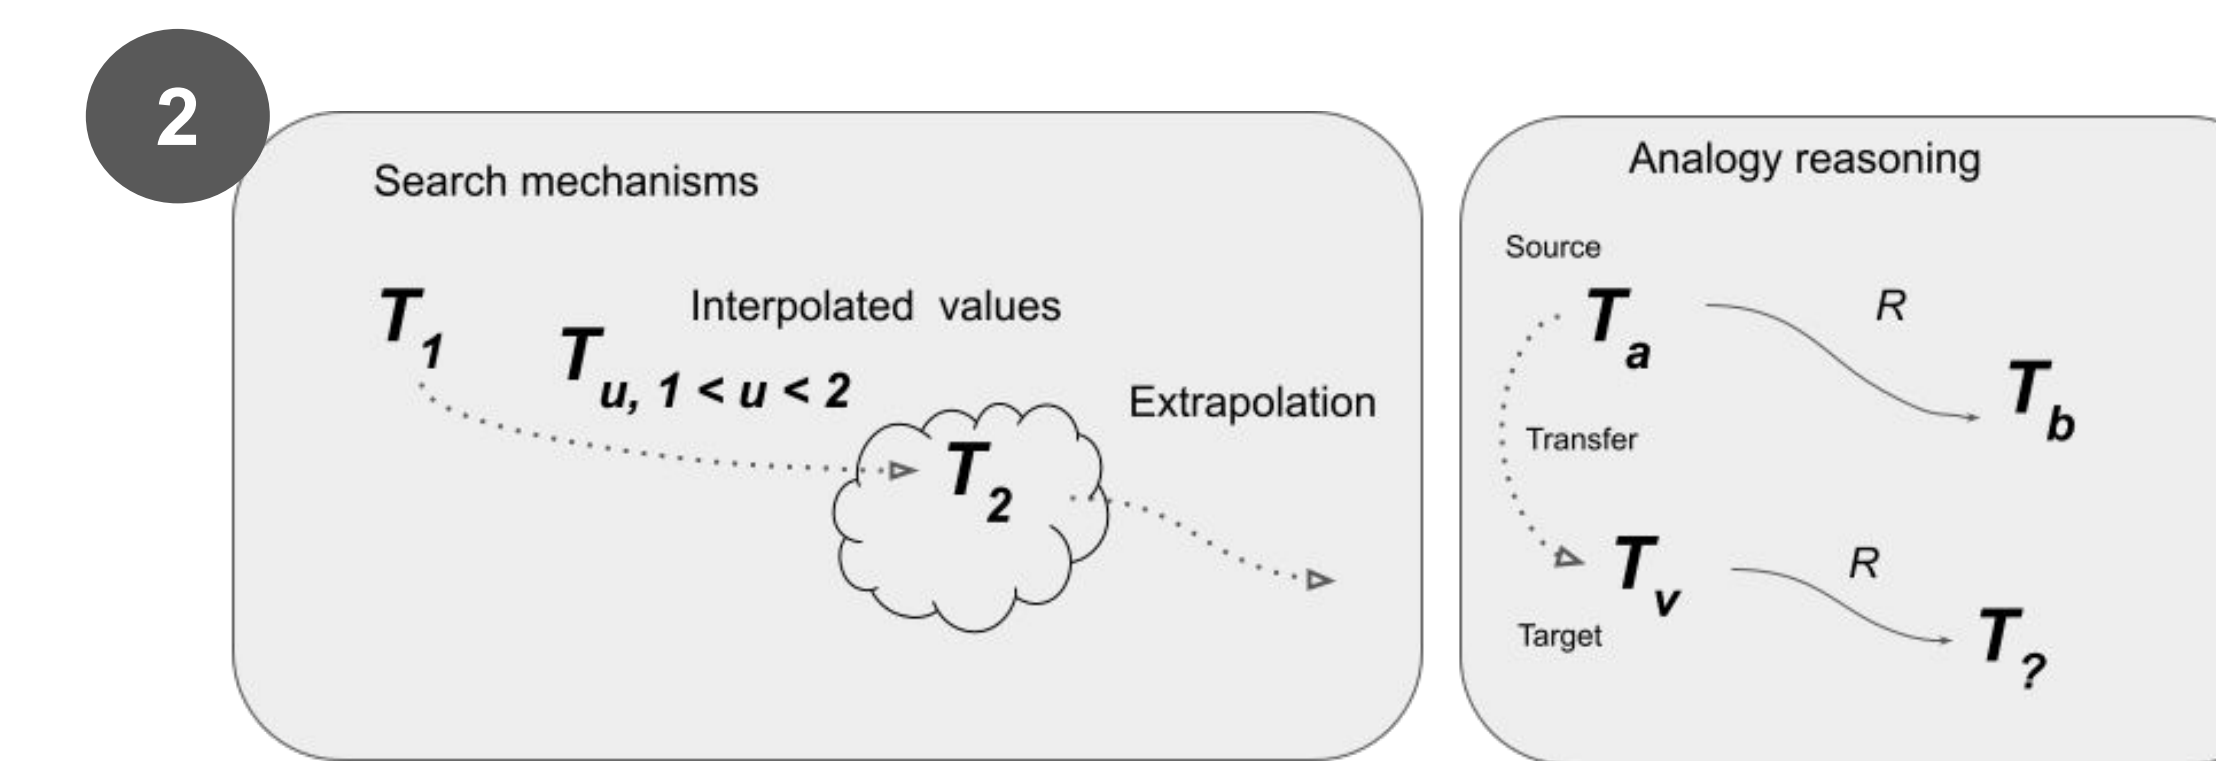 2
Search mechanisms
T1
Interpolated values
Tu, 1 < u < 2
Extrapolation
T2
Analogy reasoning
Source
Ta
R
Tb
Transfer
Tv
R
Target
T?